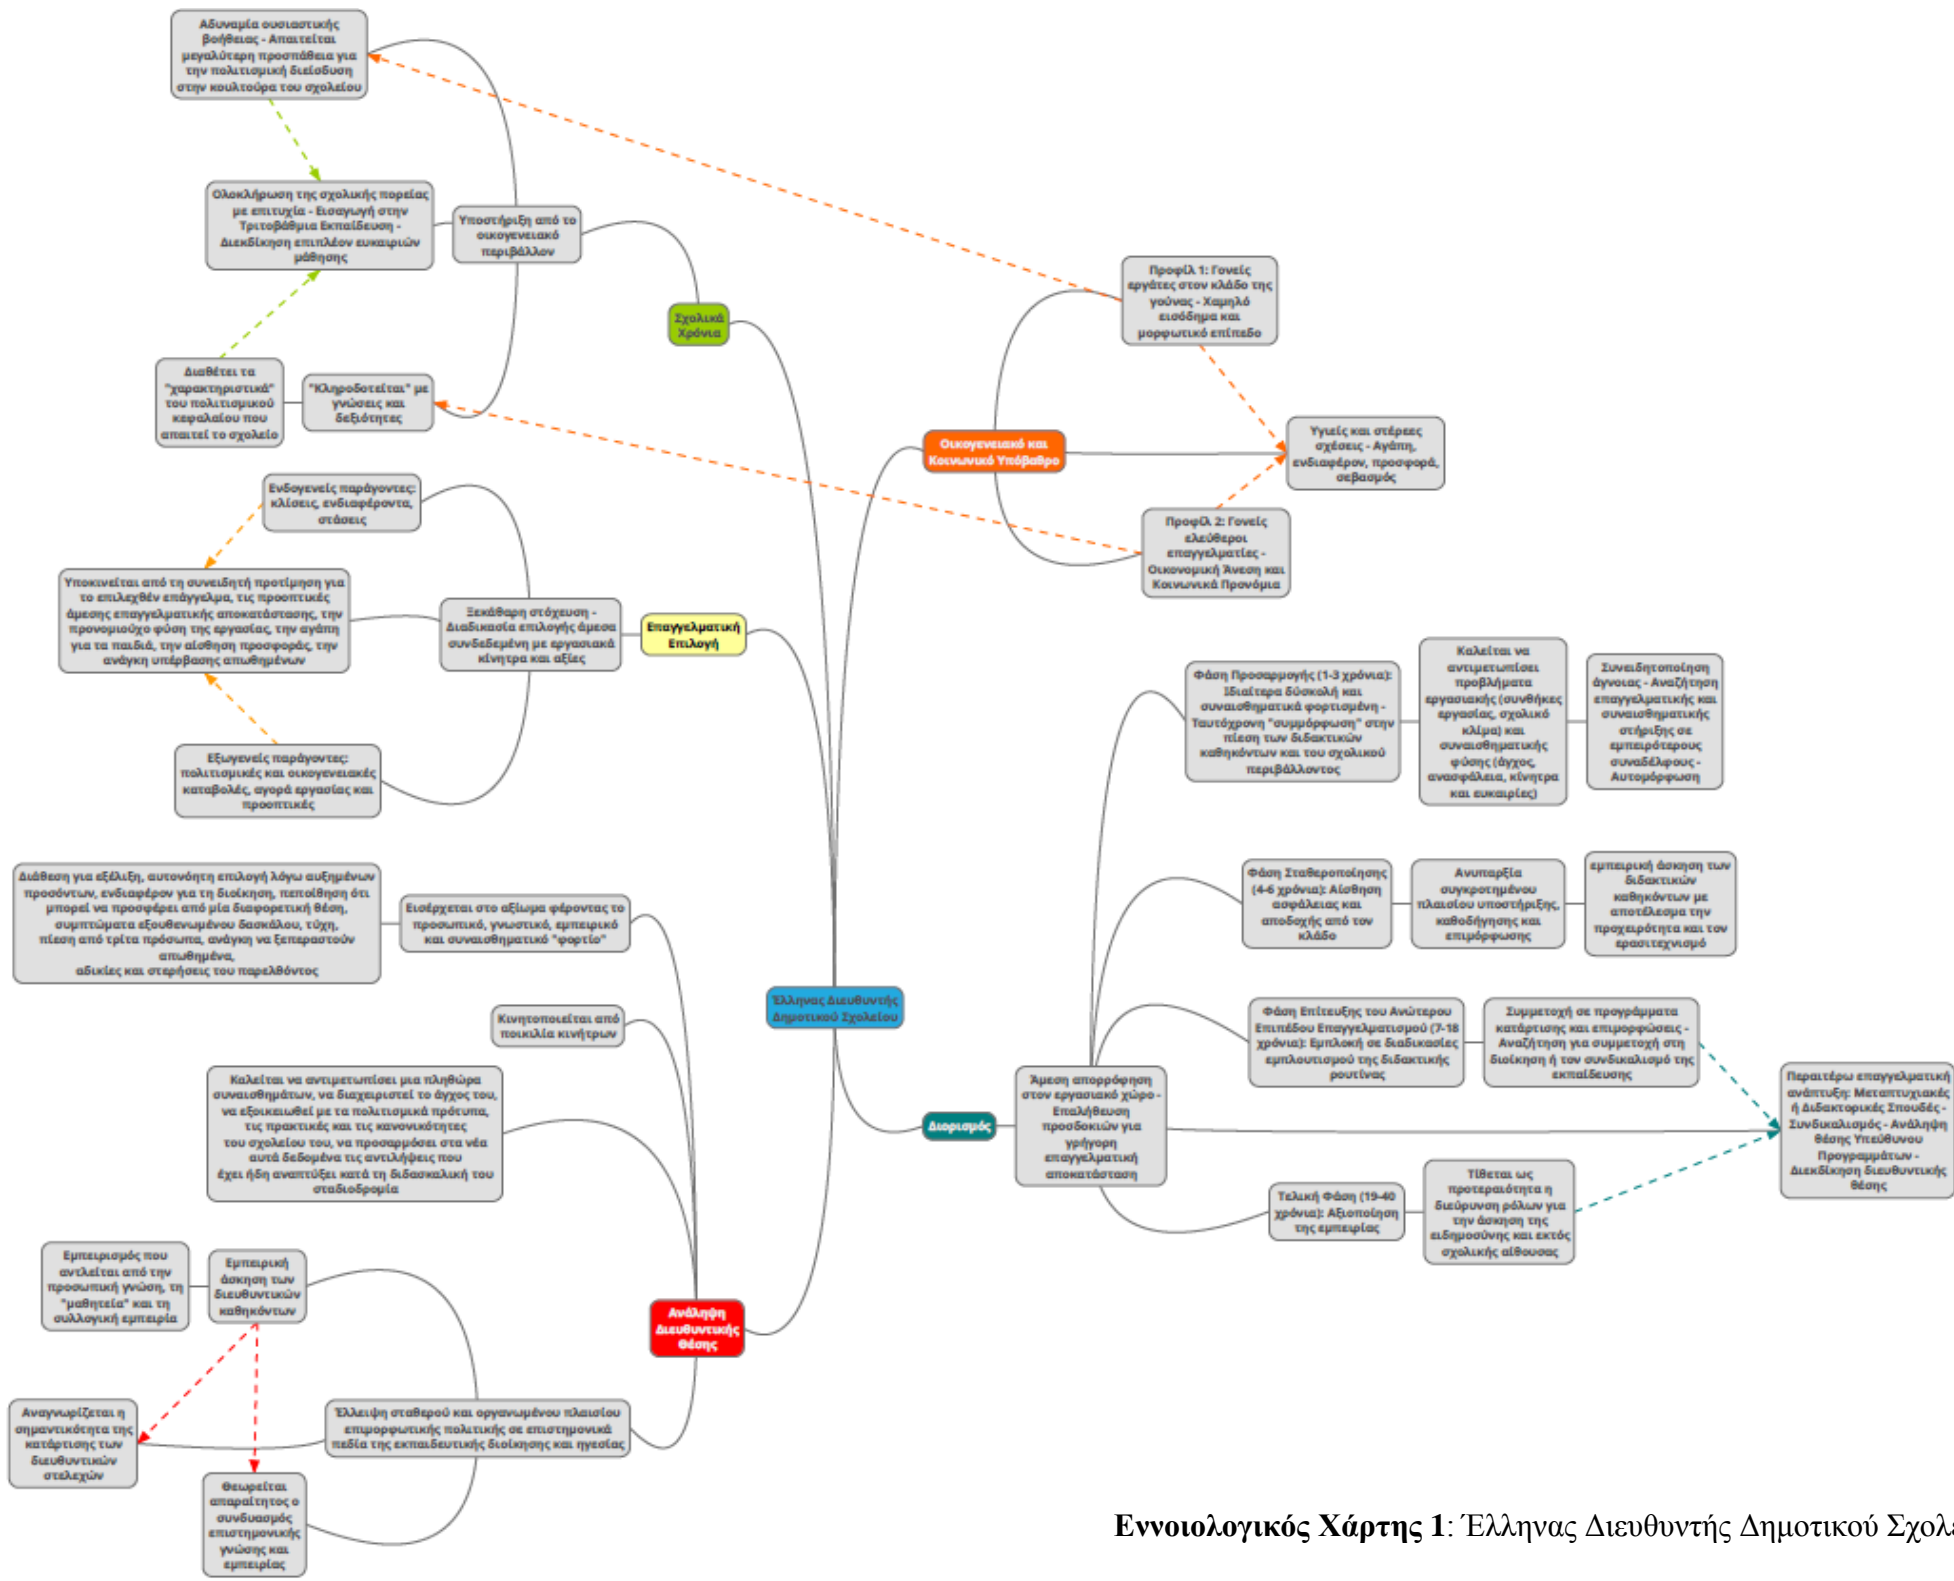 Αδυναμία ουσιαστικής
βοήθειας - Απαιτείται
μεγαλύτερη προσπάθεια για
την πολιτισμική διείσδυση
στην κουλτούρα του σχολείου
Ολοκλήρωση της σχολικής πορείας
με επιτυχία - Εισαγωγή στην
Τριτοβάθμια Εκπαίδευση -
Διεκδίκηση επιπλέον ευκαιριών
μάθησης
Υποστήριξη από το
οικογενειακό
περιβάλλον
Σχολικά
Χρόνια
Διαθέτει τα
"χαρακτηριστικά"
του πολιτισμικού
κεφαλαίου που
απαιτεί το σχολείο
"Κληροδοτείται" με
γνώσεις και
δεξιότητες
Προφίλ 1: Γονείς
εργάτες στον κλάδο της
γούνας - Χαμηλό
εισόδημα και
μορφωτικό επίπεδο
Οικογενειακό και
Κοινωνικό Υπόβαθρο
Υγιείς και στέρεες
σχέσεις - Αγάπη,
ενδιαφέρον, προσφορά,
σεβασμός
Προφίλ 2: Γονείς
ελεύθεροι
επαγγελματίες -
Οικονομική Άνεση και
Κοινωνικά Προνόμια
Ενδογενείς παράγοντες:
κλίσεις, ενδιαφέροντα,
στάσεις
Υποκινείται από τη συνειδητή προτίμηση για
το επιλεχθέν επάγγελμα, τις προοπτικές
άμεσης επαγγελματικής αποκατάστασης, την
προνομιούχο φύση της εργασίας, την αγάπη
για τα παιδιά, την αίσθηση προσφοράς, την
ανάγκη υπέρβασης απωθημένων
Ξεκάθαρη στόχευση -
Διαδικασία επιλογής άμεσα
συνδεδεμένη με εργασιακά
κίνητρα και αξίες
Επαγγελματική
Επιλογή
Εξωγενείς παράγοντες:
πολιτισμικές και οικογενειακές
καταβολές, αγορά εργασίας και
προοπτικές
Φάση Προσαρμογής (1-3 χρόνια):
Ιδιαίτερα δύσκολή και
συναισθηματικά φορτισμένη -
Ταυτόχρονη "συμμόρφωση" στην
πίεση των διδακτικών
καθηκόντων και του σχολικού
περιβάλλοντος
Καλείται να
αντιμετωπίσει
προβλήματα
εργασιακής (συνθήκες
εργασίας, σχολικό
κλίμα) και
συναισθηματικής
φύσης (άγχος,
ανασφάλεια, κίνητρα
και ευκαιρίες)
Συνειδητοποίηση
άγνοιας - Αναζήτηση
επαγγελματικής και
συναισθηματικής
στήριξης σε
εμπειρότερους
συναδέλφους -
Αυτομόρφωση
Φάση Σταθεροποίησης
(4-6 χρόνια): Αίσθηση
ασφάλειας και
αποδοχής από τον
κλάδο
Ανυπαρξία
συγκροτημένου
πλαισίου υποστήριξης,
καθοδήγησης και
επιμόρφωσης
εμπειρική άσκηση των
διδακτικών
καθηκόντων με
αποτέλεσμα την
προχειρότητα και τον
ερασιτεχνισμό
Διάθεση για εξέλιξη, αυτονόητη επιλογή λόγω αυξημένων
προσόντων, ενδιαφέρον για τη διοίκηση, πεποίθηση ότι
μπορεί να προσφέρει από μία διαφορετική θέση,
συμπτώματα εξουθενωμένου δασκάλου, τύχη,
πίεση από τρίτα πρόσωπα, ανάγκη να ξεπεραστούν
απωθημένα,
αδικίες και στερήσεις του παρελθόντος
Εισέρχεται στο αξίωμα φέροντας το
προσωπικό, γνωστικό, εμπειρικό
και συναισθηματικό "φορτίο"
Έλληνας Διευθυντής
Δημοτικού Σχολείου
Κινητοποιείται από
ποικιλία κινήτρων
Καλείται να αντιμετωπίσει μια πληθώρα
συναισθημάτων, να διαχειριστεί το άγχος του,
να εξοικειωθεί με τα πολιτισμικά πρότυπα,
τις πρακτικές και τις κανονικότητες
του σχολείου του, να προσαρμόσει στα νέα
αυτά δεδομένα τις αντιλήψεις που
έχει ήδη αναπτύξει κατά τη διδασκαλική του
σταδιοδρομία
Διορισμός
Άμεση απορρόφηση
στον εργασιακό χώρο -
Επαλήθευση
προσδοκιών για
γρήγορη
επαγγελματική
αποκατάσταση
Φάση Επίτευξης του Ανώτερου
Επιπέδου Επαγγελματισμού (7-18
χρόνια): Εμπλοκή σε διαδικασίες
εμπλουτισμού της διδακτικής
ρουτίνας
Συμμετοχή σε προγράμματα
κατάρτισης και επιμορφώσεις -
Αναζήτηση για συμμετοχή στη
διοίκηση ή τον συνδικαλισμό της
εκπαίδευσης
Περαιτέρω επαγγελματική
ανάπτυξη: Μεταπτυχιακές
ή Διδακτορικές Σπουδές -
Συνδικαλισμός - Ανάληψη
θέσης Υπεύθυνου
Προγραμμάτων -
Διεκδίκηση διευθυντικής
θέσης
Τελική Φάση (19-40
χρόνια): Αξιοποίηση
της εμπειρίας
Τίθεται ως
προτεραιότητα η
διεύρυνση ρόλων για
την άσκηση της
ειδημοσύνης και εκτός
σχολικής αίθουσας
Εμπειρισμός που
αντλείται από την
προσωπική γνώση, τη
"μαθητεία" και τη
συλλογική εμπειρία
Εμπειρική
άσκηση των
διευθυντικών
καθηκόντων
Ανάληψη
Διευθυντικής
Θέσης
Αναγνωρίζεται η
σημαντικότητα της
κατάρτισης των
διευθυντικών
στελεχών
Έλλειψη σταθερού και οργανωμένου πλαισίου
επιμορφωτικής πολιτικής σε επιστημονικά
πεδία της εκπαιδευτικής διοίκησης και ηγεσίας
Θεωρείται
απαραίτητος ο
συνδυασμός
επιστημονικής
γνώσης και
εμπειρίας
Εννοιολογικός Χάρτης 1: Έλληνας Διευθυντής Δημοτικού Σχολε